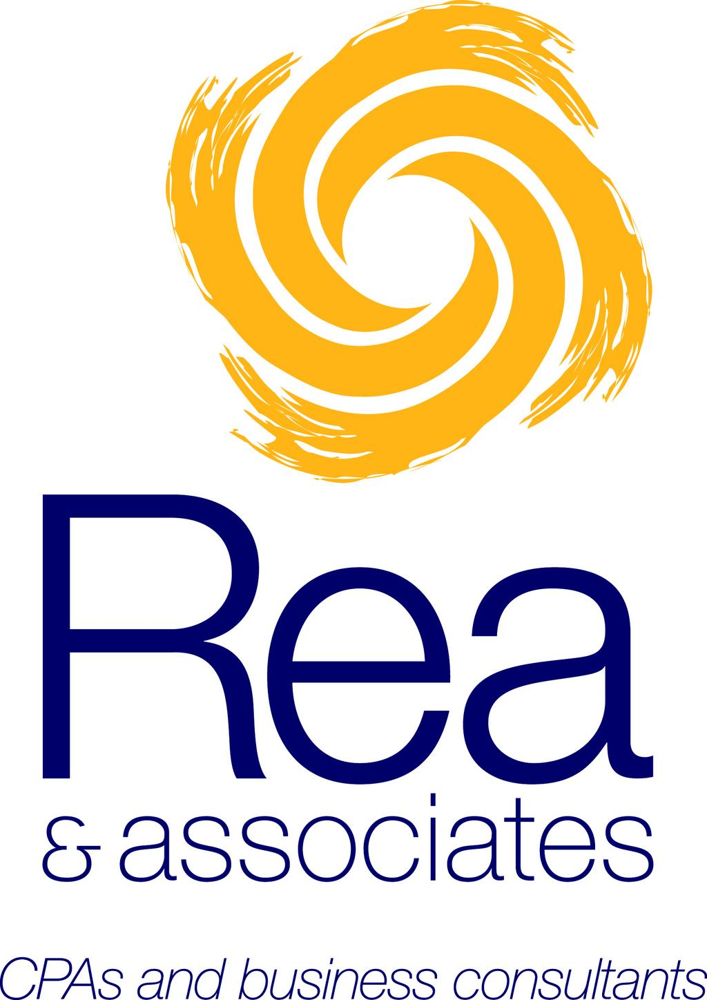 Rea
& associates
CPAs and business consultants